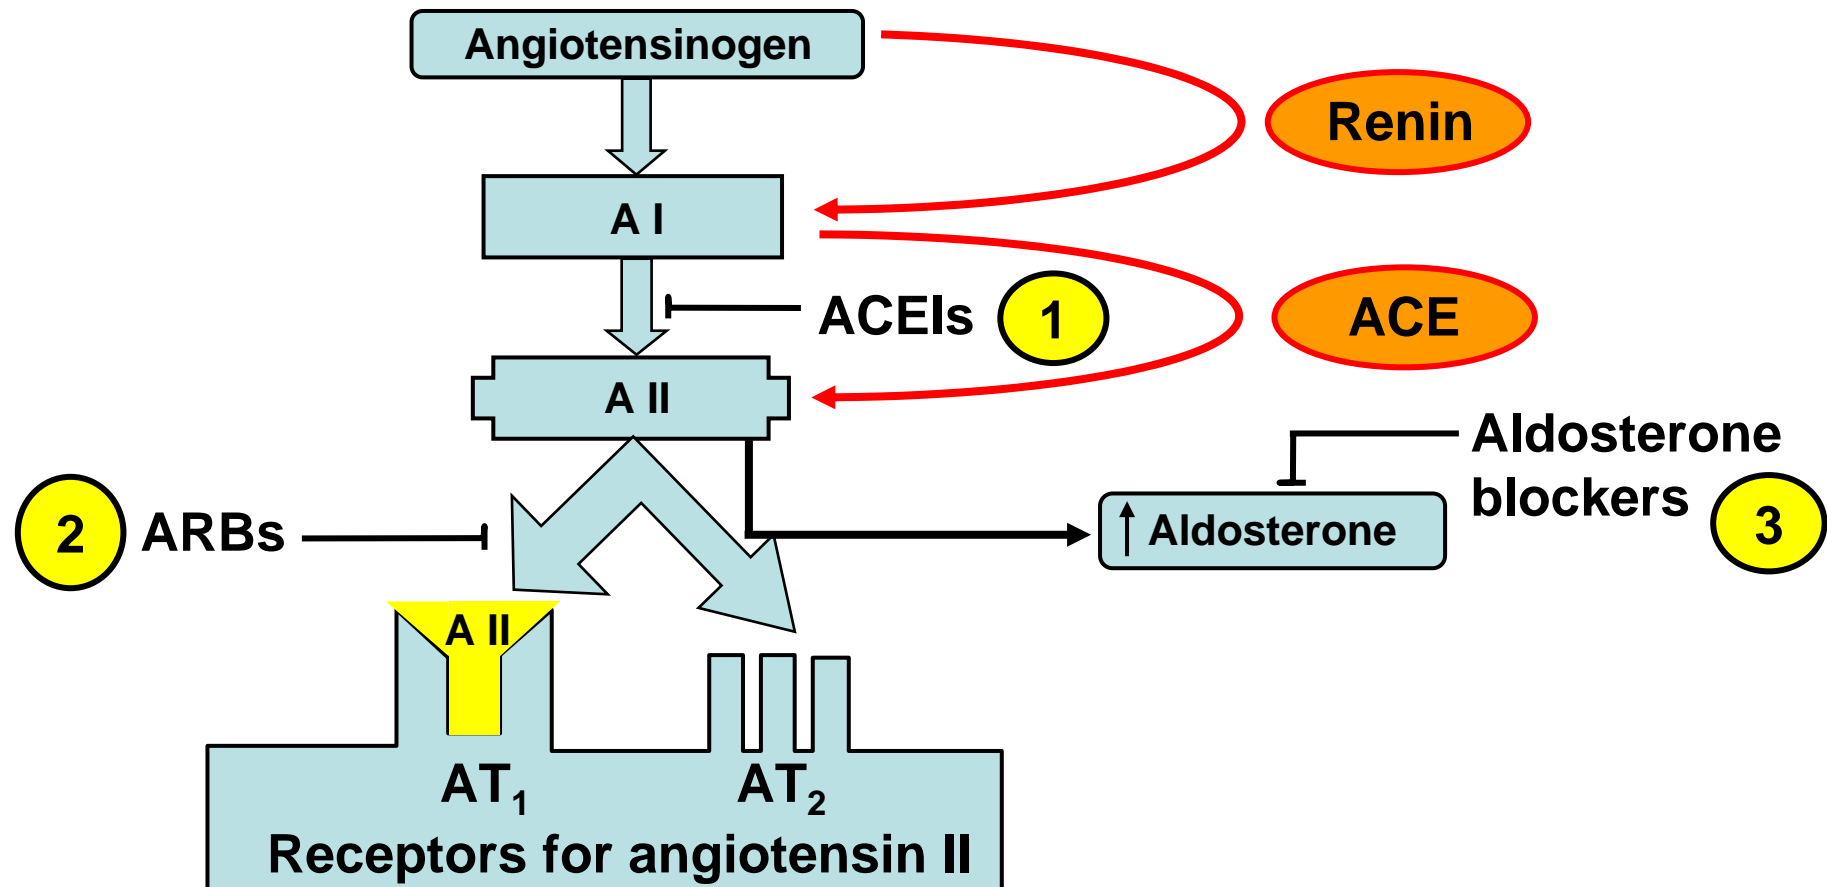 Angiotensinogen
Renin
A I
ACEIs 1
ACE
A II
Aldosterone
blockers 3
2 ARBs
↑ Aldosterone
A II
AT₁ AT₂
Receptors for angiotensin II